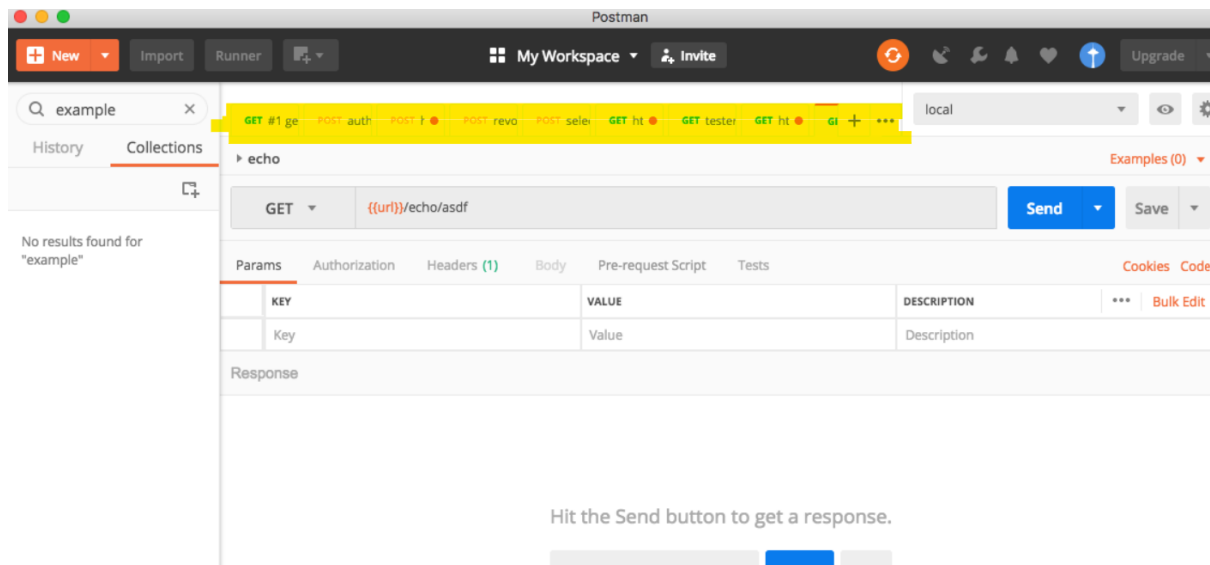 Postman
New Import Runner My Workspace Invite Upgrade
example
GET #1 ge POST auth POST h POST revo POST selec GET ht GET tester GET ht GE
local
History Collections
echo
Examples (0)
GET {{url}}/echo/asdf Send Save
No results found for
"example"
Params Authorization Headers (1) Body Pre-request Script Tests Cookies Code
KEY VALUE DESCRIPTION Bulk Edit
Key Value Description
Response
Hit the Send button to get a response.